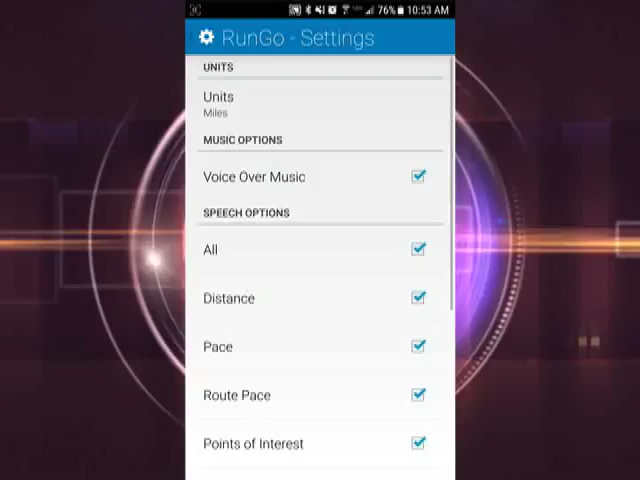 76% 10:53 AM
RunGo - Settings
UNITS
Units
Miles
MUSIC OPTIONS
Voice Over Music
SPEECH OPTIONS
All
Distance
Pace
Route Pace
Points of Interest